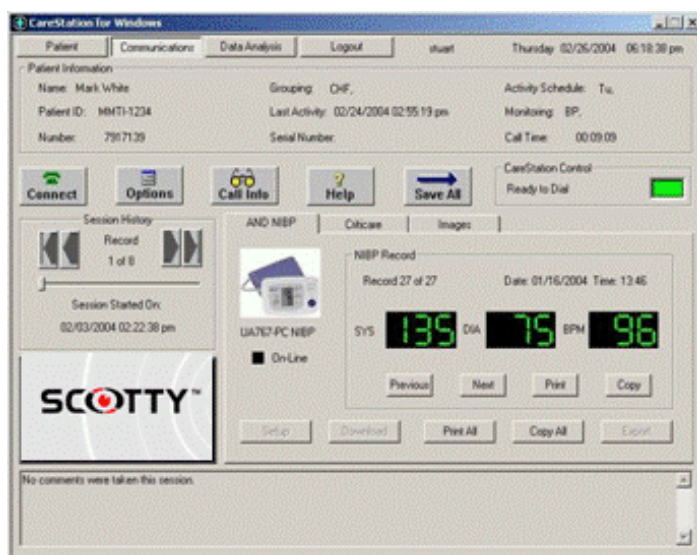 CareStation for Windows
Patient Communications Data Analysis Logout stuart Thursday 02/26/2004 06:18:38 pm
Patient Information
Name: Mark White Grouping: CHF, Activity Schedule: Tu,
Patient ID: MMTI-1234 Last Activity: 02/24/2004 02:55:19 pm Monitoring: BP,
Number: 7917139 Serial Number: Call Time: 00:09:09
Connect Options Call Info Help Save All
CareStation Control
Ready to Dial
Session History
Record
1 of 8
Session Started On:
02/03/2004 02:22:38 pm
SCOTTY™
AND NIBP Criticare Images
UA767-PC NIBP
On-Line
NIBP Record
Record 27 of 27 Date: 01/16/2004 Time: 13:46
SYS 135 DIA 75 BPM 96
Previous Next Print Copy
Setup Download Print All Copy All Export
No comments were taken this session.